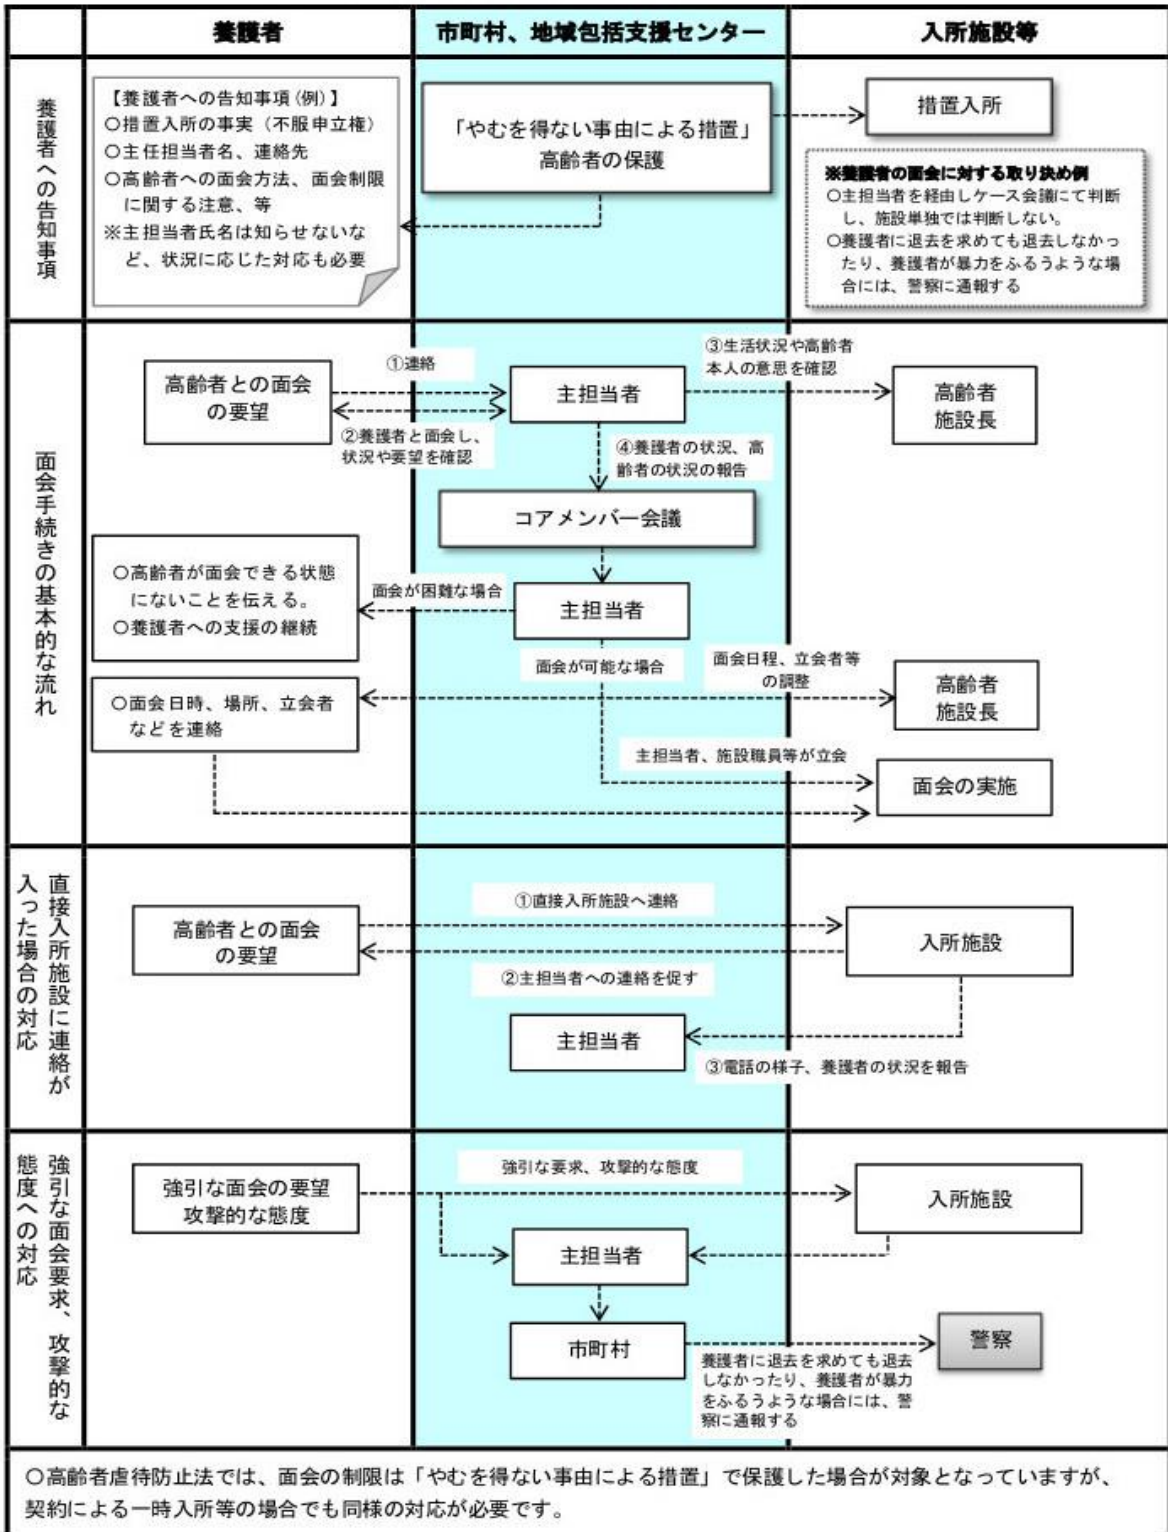 養護者
市町村、地域包括支援センター
入所施設等
養護者への告知事項
【養護者への告知事項(例)】
○措置入所の事実（不服申立権）
○主任担当者名、連絡先
○高齢者への面会方法、面会制限
に関する注意、等
※主担当者氏名は知らせないな
ど、状況に応じた対応も必要
「やむを得ない事由による措置」
高齢者の保護
措置入所
※養護者の面会に対する取り決め例
○主担当者を経由しケース会議にて判断
し、施設単独では判断しない。
○養護者に退去を求めても退去しなかっ
たり、養護者が暴力をふるうような場
合には、警察に通報する
面会手続きの基本的な流れ
高齢者との面会
の要望
①連絡
②養護者と面会し、
状況や要望を確認
主担当者
③生活状況や高齢者
本人の意思を確認
高齢者
施設長
④養護者の状況、高
齢者の状況の報告
コアメンバー会議
○高齢者が面会できる状態
にないことを伝える。
○養護者への支援の継続
面会が困難な場合
主担当者
面会が可能な場合
面会日程、立会者等
の調整
高齢者
施設長
○面会日時、場所、立会者
などを連絡
主担当者、施設職員等が立会
面会の実施
直接入所施設に連絡が
入った場合の対応
高齢者との面会
の要望
①直接入所施設へ連絡
入所施設
②主担当者への連絡を促す
主担当者
③電話の様子、養護者の状況を報告
強引な面会要求、攻撃的な
態度への対応
強引な面会の要望
攻撃的な態度
強引な要求、攻撃的な態度
入所施設
主担当者
市町村
警察
養護者に退去を求めても退去
しなかったり、養護者が暴力
をふるうような場合には、警
察に通報する
○高齢者虐待防止法では、面会の制限は「やむを得ない事由による措置」で保護した場合が対象となっていますが、
契約による一時入所等の場合でも同様の対応が必要です。